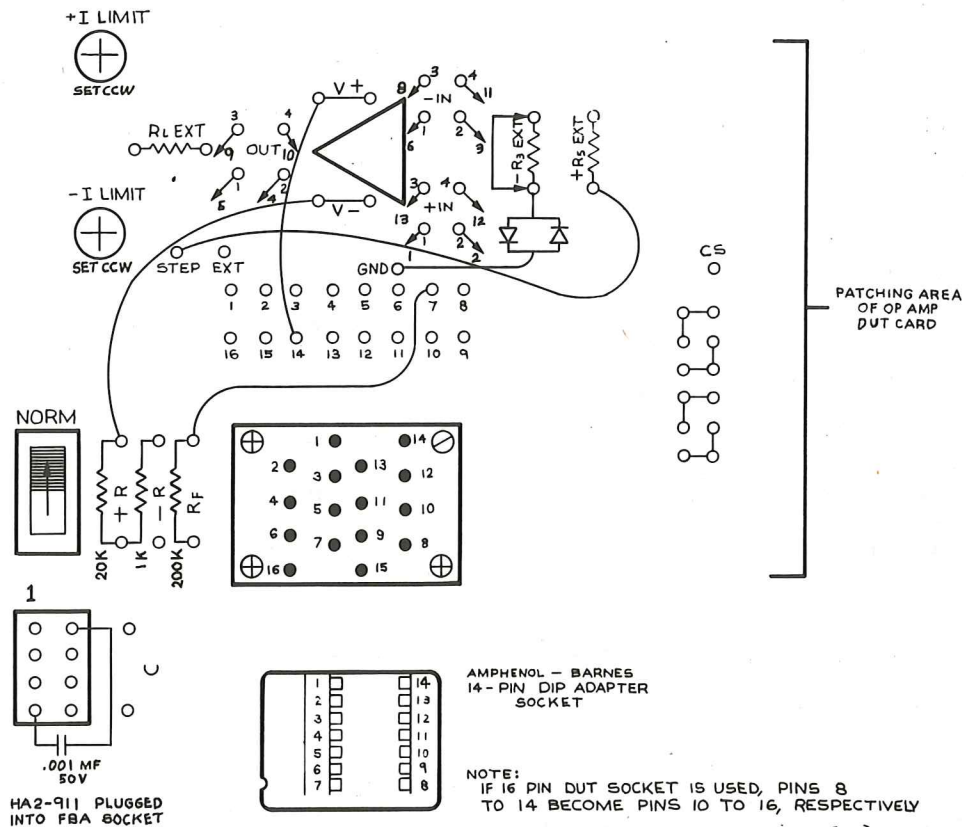 +I LIMIT
SET CCW
RL EXT
3 4
9 OUT 10
1 2
5 4
V+
V-
8 3 4
-IN 11
1 2
6 3
3 4
13 +IN 12
1 2
1 2
-R3 EXT
+R5 EXT
-I LIMIT
SET CCW
STEP EXT
GND
CS
1 2 3 4 5 6 7 8
16 15 14 13 12 11 10 9
PATCHING AREA
OF OP AMP
DUT CARD
NORM
+R
-R
RF
20K
1K
200K
1 14
2 13
3 12
4 11
5 10
6 9
7 8
16 15
1
C
.001 MF
50V
HA2-911 PLUGGED
INTO FBA SOCKET
1 14
2 13
3 12
4 11
5 10
6 9
7 8
AMPHENOL - BARNES
14-PIN DIP ADAPTER
SOCKET
NOTE:
IF 16 PIN DUT SOCKET IS USED, PINS 8
TO 14 BECOME PINS 10 TO 16, RESPECTIVELY